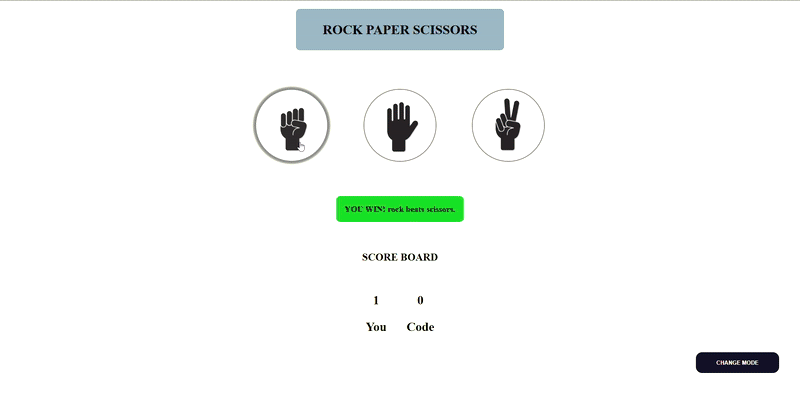 ROCK PAPER SCISSORS
YOU WIN! rock beats scissors.
SCORE BOARD
1 0
You Code
CHANGE MODE